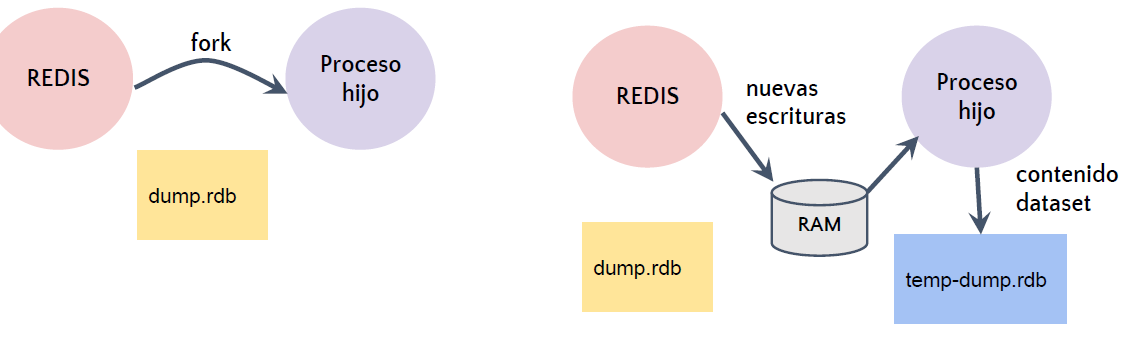 REDIS
fork
Proceso
hijo
dump.rdb
REDIS
nuevas
escrituras
RAM
Proceso
hijo
contenido
dataset
dump.rdb
temp-dump.rdb